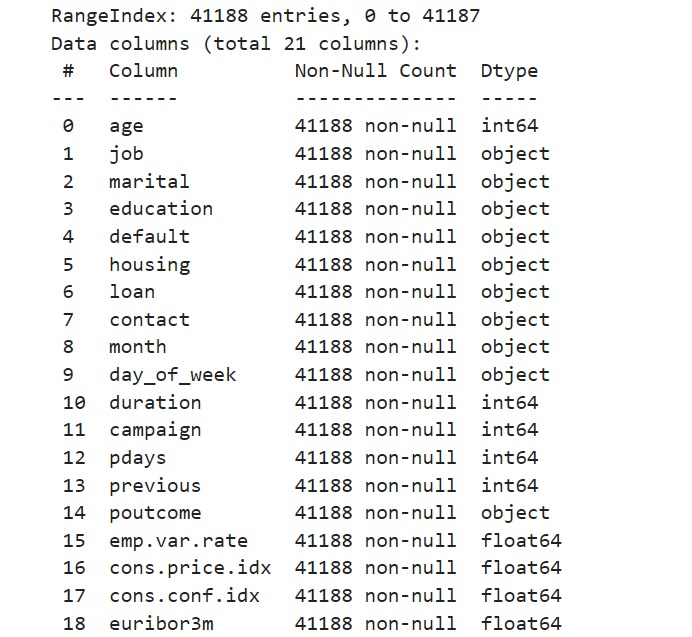 RangeIndex: 41188 entries, 0 to 41187
Data columns (total 21 columns):
 #   Column          Non-Null Count  Dtype
---  ------          --------------  -----
 0   age             41188 non-null  int64
 1   job             41188 non-null  object
 2   marital         41188 non-null  object
 3   education       41188 non-null  object
 4   default         41188 non-null  object
 5   housing         41188 non-null  object
 6   loan            41188 non-null  object
 7   contact         41188 non-null  object
 8   month           41188 non-null  object
 9   day_of_week     41188 non-null  object
 10  duration        41188 non-null  int64
 11  campaign        41188 non-null  int64
 12  pdays           41188 non-null  int64
 13  previous        41188 non-null  int64
 14  poutcome        41188 non-null  object
 15  emp.var.rate    41188 non-null  float64
 16  cons.price.idx  41188 non-null  float64
 17  cons.conf.idx   41188 non-null  float64
 18  euribor3m       41188 non-null  float64